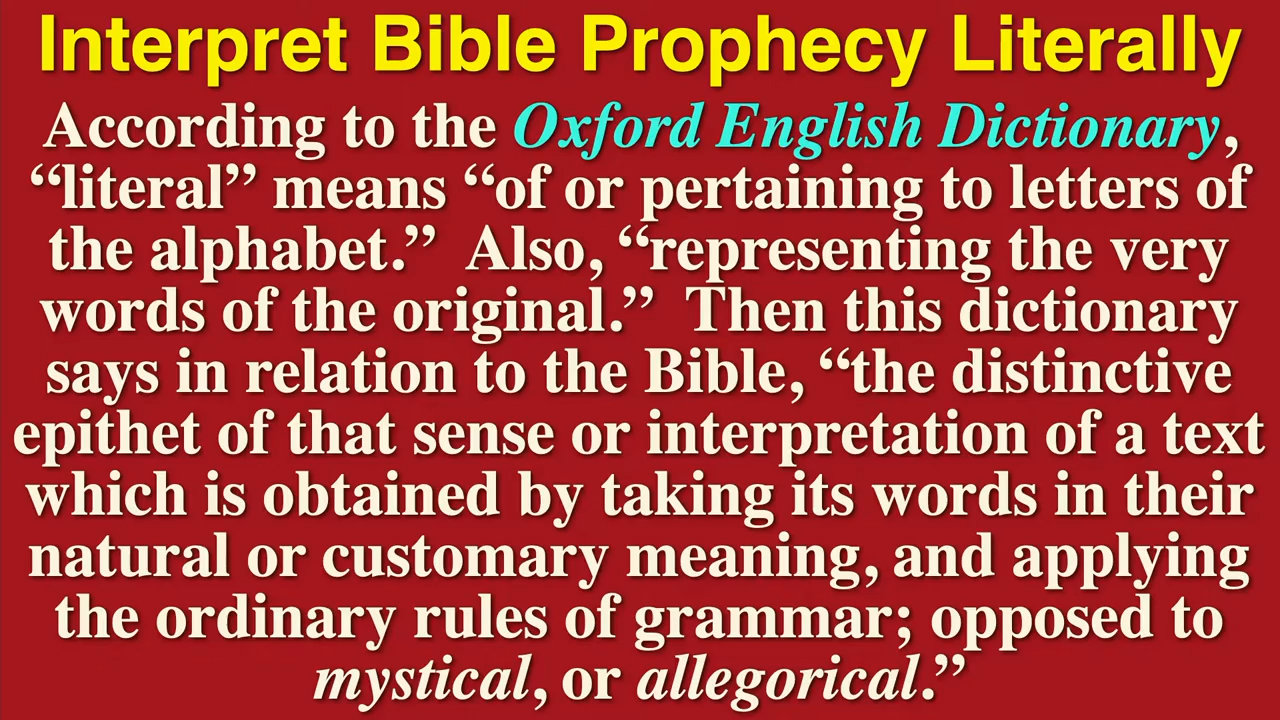 Interpret Bible Prophecy Literally
According to the Oxford English Dictionary,
“literal” means “of or pertaining to letters of
the alphabet.”  Also, “representing the very
words of the original.”  Then this dictionary
says in relation to the Bible, “the distinctive
epithet of that sense or interpretation of a text
which is obtained by taking its words in their
natural or customary meaning, and applying
the ordinary rules of grammar; opposed to
mystical, or allegorical.”